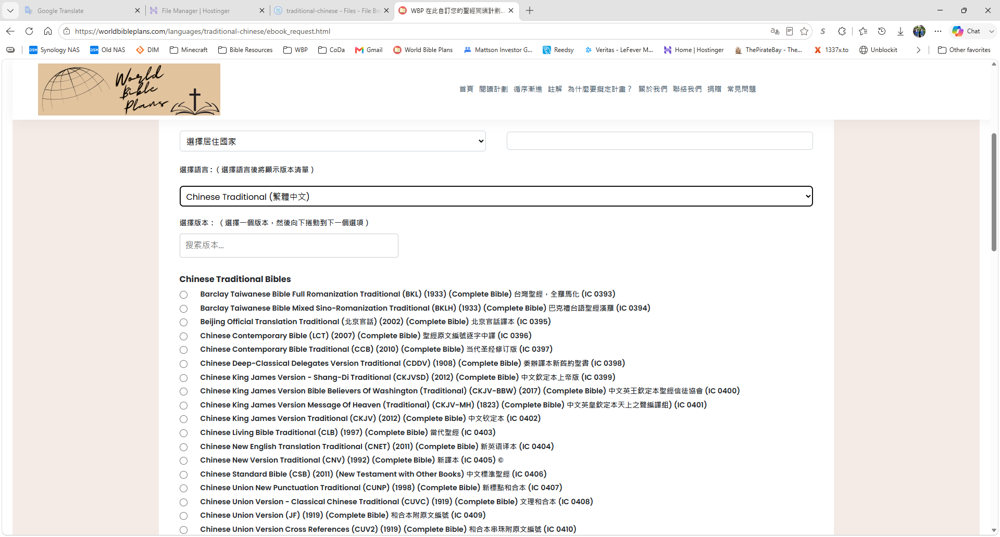 Google Translate
File Manager | Hostinger
traditional-chinese - Files - File Bro
WBP 在此自訂您的聖經閱讀計劃...
https://worldbibleplans.com/languages/traditional-chinese/ebook_request.html
Chat
Synology NAS
Old NAS
DIM
Minecraft
Bible Resources
WBP
CoDa
Gmail
World Bible Plans
Mattson Investor G...
Reedsy
Veritas - LeFever M...
Home | Hostinger
ThePirateBay - The...
1337x.to
Unblockit
Other favorites
World
Bible
Plans
首頁 閱讀計劃 循序漸進 註解 為什麼要擬定計畫？ 關於我們 聯絡我們 捐贈 常見問題
選擇居住國家
選擇語言：( 選擇語言後將顯示版本清單 )
Chinese Traditional (繁體中文)
選擇版本： ( 選擇一個版本，然後向下捲動到下一個選項 )
搜索版本...
Chinese Traditional Bibles
Barclay Taiwanese Bible Full Romanization Traditional (BKL) (1933) (Complete Bible) 台灣聖經，全羅馬化 (IC 0393)
Barclay Taiwanese Bible Mixed Sino-Romanization Traditional (BKLH) (1933) (Complete Bible) 巴克禮台語聖經漢羅 (IC 0394)
Beijing Official Translation Traditional (北京官話) (2002) (Complete Bible) 北京官話譯本 (IC 0395)
Chinese Contemporary Bible (LCT) (2007) (Complete Bible) 聖經原文編號逐字中譯 (IC 0396)
Chinese Contemporary Bible Traditional (CCB) (2010) (Complete Bible) 当代圣经修订版 (IC 0397)
Chinese Deep-Classical Delegates Version Traditional (CDDV) (1908) (Complete Bible) 委辦譯本新舊約聖書 (IC 0398)
Chinese King James Version - Shang-Di Traditional (CKJVSD) (2012) (Complete Bible) 中文欽定本上帝版 (IC 0399)
Chinese King James Version Bible Believers Of Washington (Traditional) (CKJV-BBW) (2017) (Complete Bible) 中文英王欽定本聖經信徒協會 (IC 0400)
Chinese King James Version Message Of Heaven (Traditional) (CKJV-MH) (1823) (Complete Bible) 中文英皇欽定本天上之聲編譯組) (IC 0401)
Chinese King James Version Traditional (CKJV) (2012) (Complete Bible) 中文钦定本 (IC 0402)
Chinese Living Bible Traditional (CLB) (1997) (Complete Bible) 當代聖經 (IC 0403)
Chinese New English Translation Traditional (CNET) (2011) (Complete Bible) 新英语译本 (IC 0404)
Chinese New Version Traditional (CNV) (1992) (Complete Bible) 新譯本 (IC 0405) ©
Chinese Standard Bible (CSB) (2011) (New Testament with Other Books) 中文標準聖經 (IC 0406)
Chinese Union New Punctuation Traditional (CUNP) (1998) (Complete Bible) 新標點和合本 (IC 0407)
Chinese Union Version - Classical Chinese Traditional (CUVC) (1919) (Complete Bible) 文理和合本 (IC 0408)
Chinese Union Version (JF) (1919) (Complete Bible) 和合本附原文編號 (IC 0409)
Chinese Union Version Cross References (CUV2) (1919) (Complete Bible) 和合本串珠附原文編號 (IC 0410)